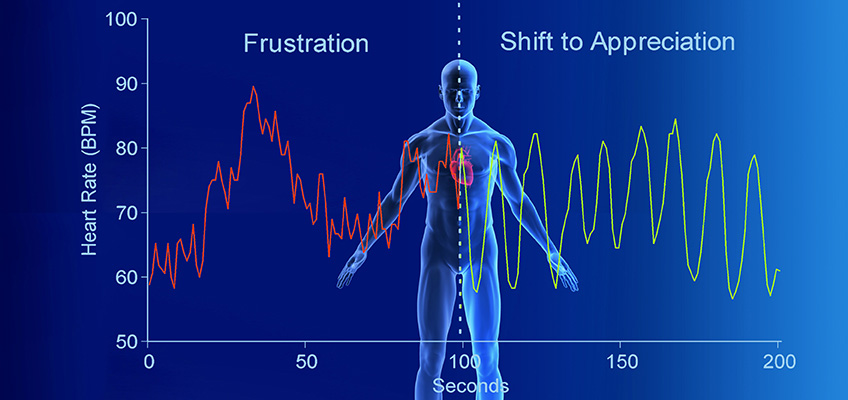 Frustration
Shift to Appreciation
Heart Rate (BPM)
100
90
80
70
60
50
0
50
100
150
200
Seconds